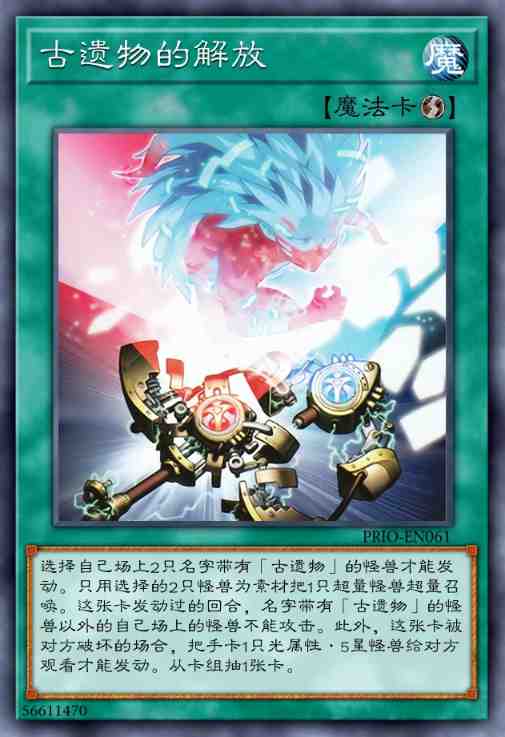 古遗物的解放
魔
【魔法卡】
PRIO-EN061
选择自己场上2只名字带有「古遗物」的怪兽才能发
动。只用选择的2只怪兽为素材把1只超量怪兽超量召
唤。这张卡发动过的回合，名字带有「古遗物」的怪
兽以外的自己场上的怪兽不能攻击。此外，这张卡被
对方破坏的场合，把手卡1只光属性·5星怪兽给对方
观看才能发动。从卡组抽1张卡。
56611470